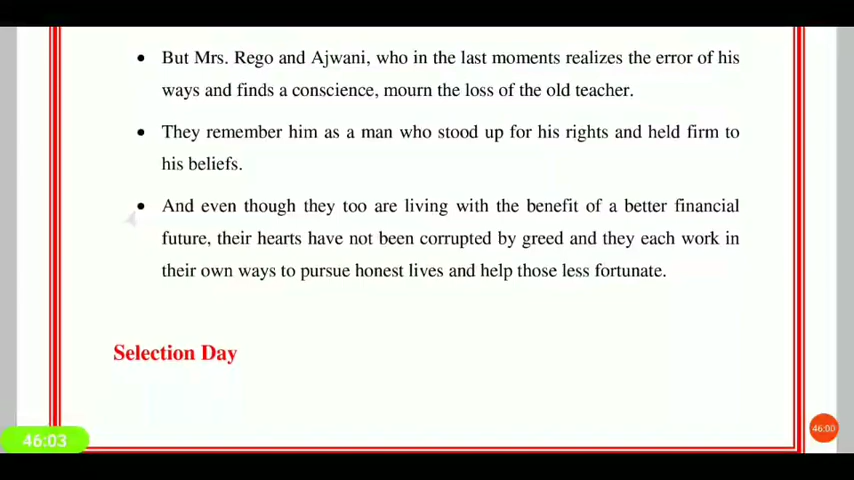 • But Mrs. Rego and Ajwani, who in the last moments realizes the error of his
ways and finds a conscience, mourn the loss of the old teacher.
• They remember him as a man who stood up for his rights and held firm to
his beliefs.
• And even though they too are living with the benefit of a better financial
future, their hearts have not been corrupted by greed and they each work in
their own ways to pursue honest lives and help those less fortunate.
Selection Day
46:03
46:00